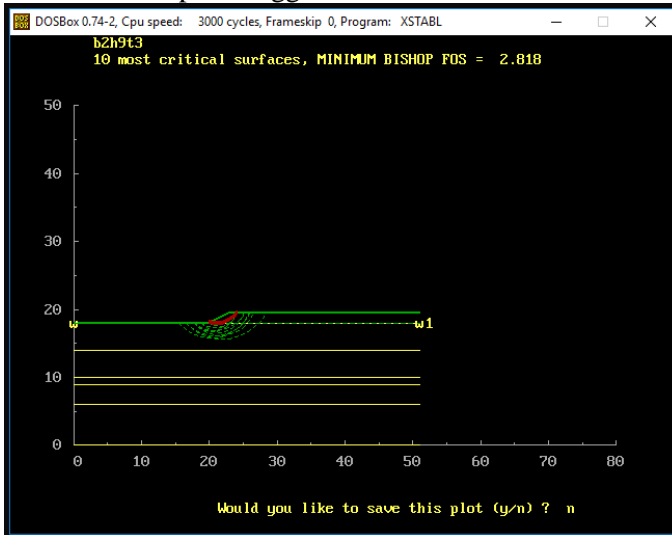 DOSBox 0.74-2, Cpu speed: 3000 cycles, Frameskip 0, Program: XSTABL
b2h9t3
10 most critical surfaces, MINIMUM BISHOP FOS = 2.818
50
40
30
20
w
w1
10
0
0 10 20 30 40 50 60 70 80
Would you like to save this plot (y/n) ? n